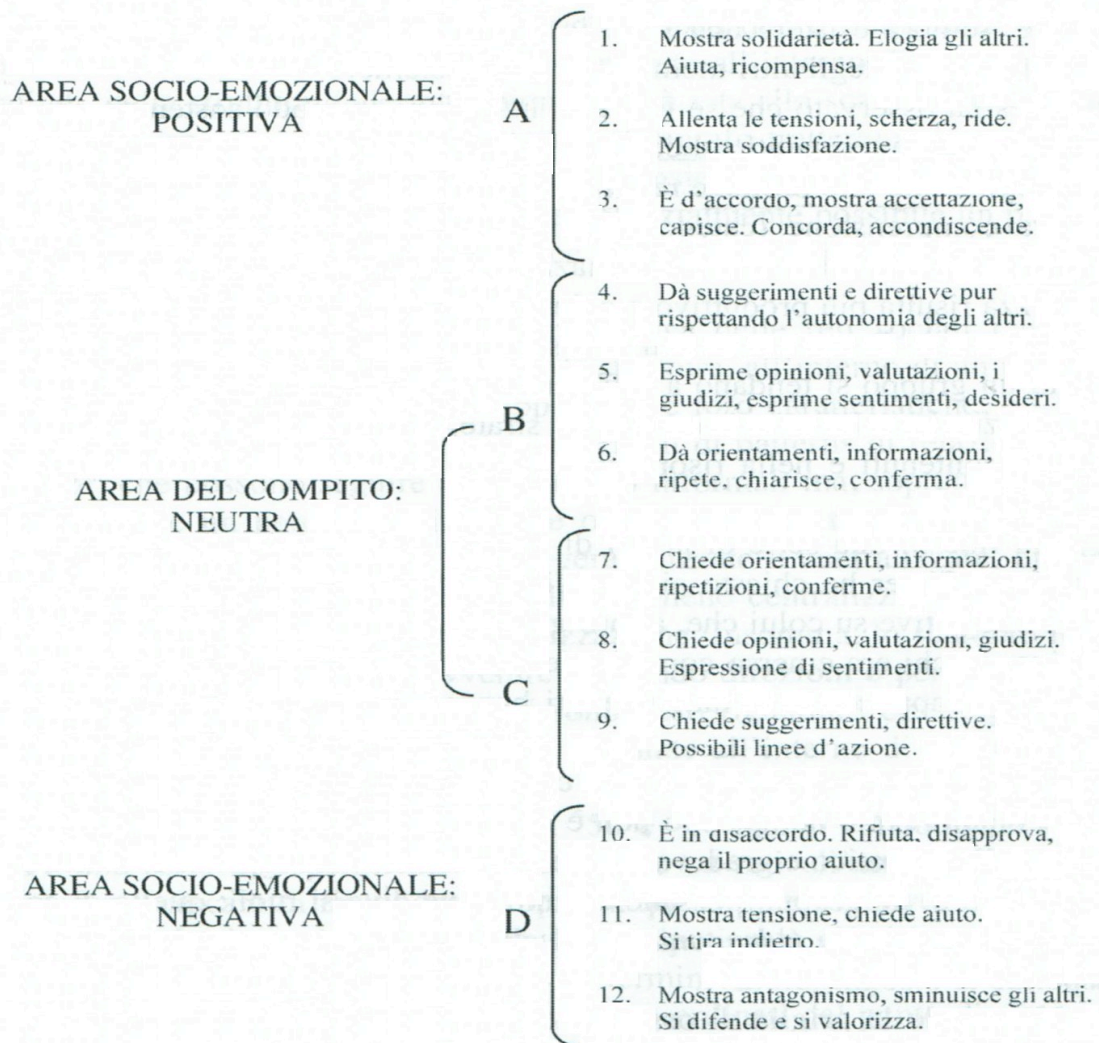 AREA SOCIO-EMOZIONALE:
POSITIVA
A
1. Mostra solidarietà. Elogia gli altri.
Aiuta, ricompensa.
2. Allenta le tensioni, scherza, ride.
Mostra soddisfazione.
3. È d'accordo, mostra accettazione,
capisce. Concorda, accondiscende.
AREA DEL COMPITO:
NEUTRA
B
4. Dà suggerimenti e direttive pur
rispettando l'autonomia degli altri.
5. Esprime opinioni, valutazioni, i
giudizi, esprime sentimenti, desideri.
6. Dà orientamenti, informazioni,
ripete, chiarisce, conferma.
C
7. Chiede orientamenti, informazioni,
ripetizioni, conferme.
8. Chiede opinioni, valutazioni, giudizi.
Espressione di sentimenti.
9. Chiede suggerimenti, direttive.
Possibili linee d'azione.
AREA SOCIO-EMOZIONALE:
NEGATIVA
D
10. È in disaccordo. Rifiuta, disapprova,
nega il proprio aiuto.
11. Mostra tensione, chiede aiuto.
Si tira indietro.
12. Mostra antagonismo, sminuisce gli altri.
Si difende e si valorizza.